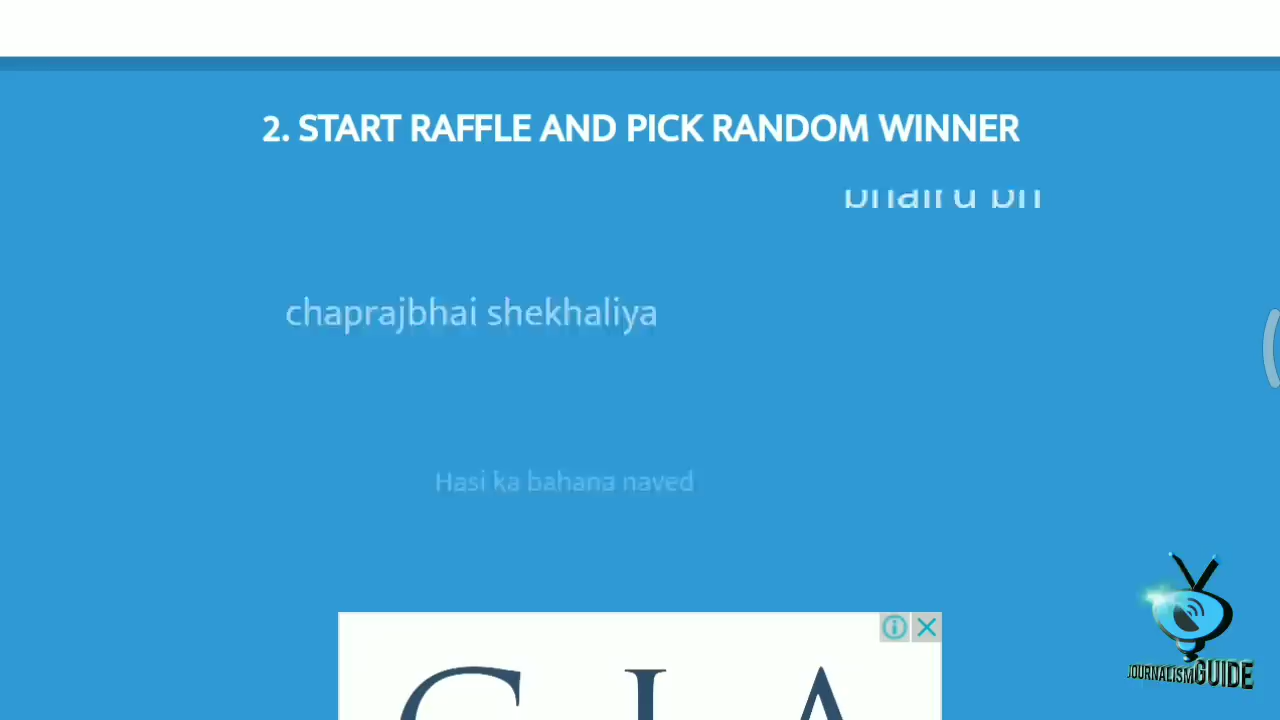 2. START RAFFLE AND PICK RANDOM WINNER
chaprajbhai shekhaliya
Hasi ka bahana naved
JOURNALISMGUIDE